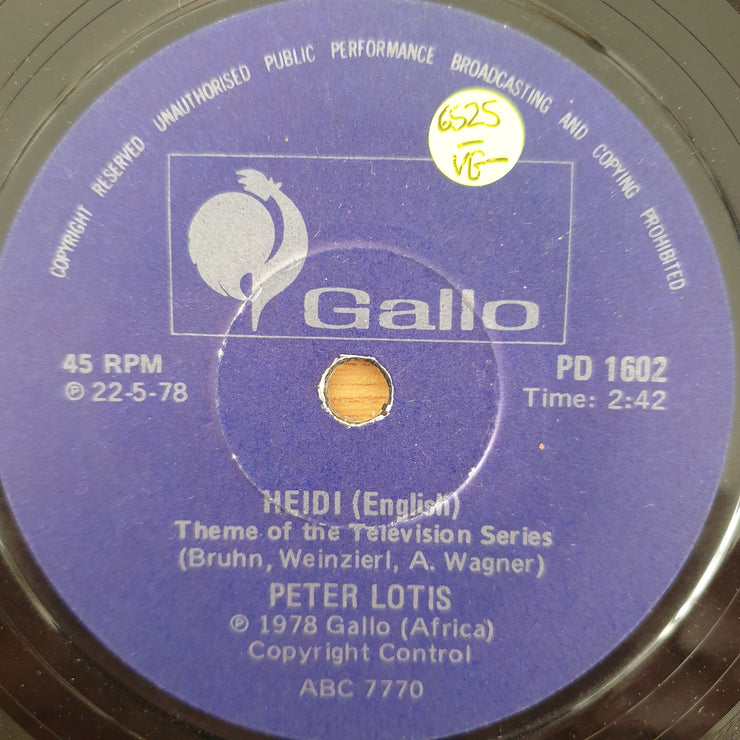 COPYRIGHT RESERVED UNAUTHORISED PUBLIC PERFORMANCE BROADCASTING AND COPYING PROHIBITED
6525
VG-
Gallo
45 RPM
℗ 22-5-78
PD 1602
Time: 2:42
HEIDI (English)
Theme of the Television Series
(Bruhn, Weinzierl, A. Wagner)
PETER LOTIS
℗ 1978 Gallo (Africa)
Copyright Control
ABC 7770